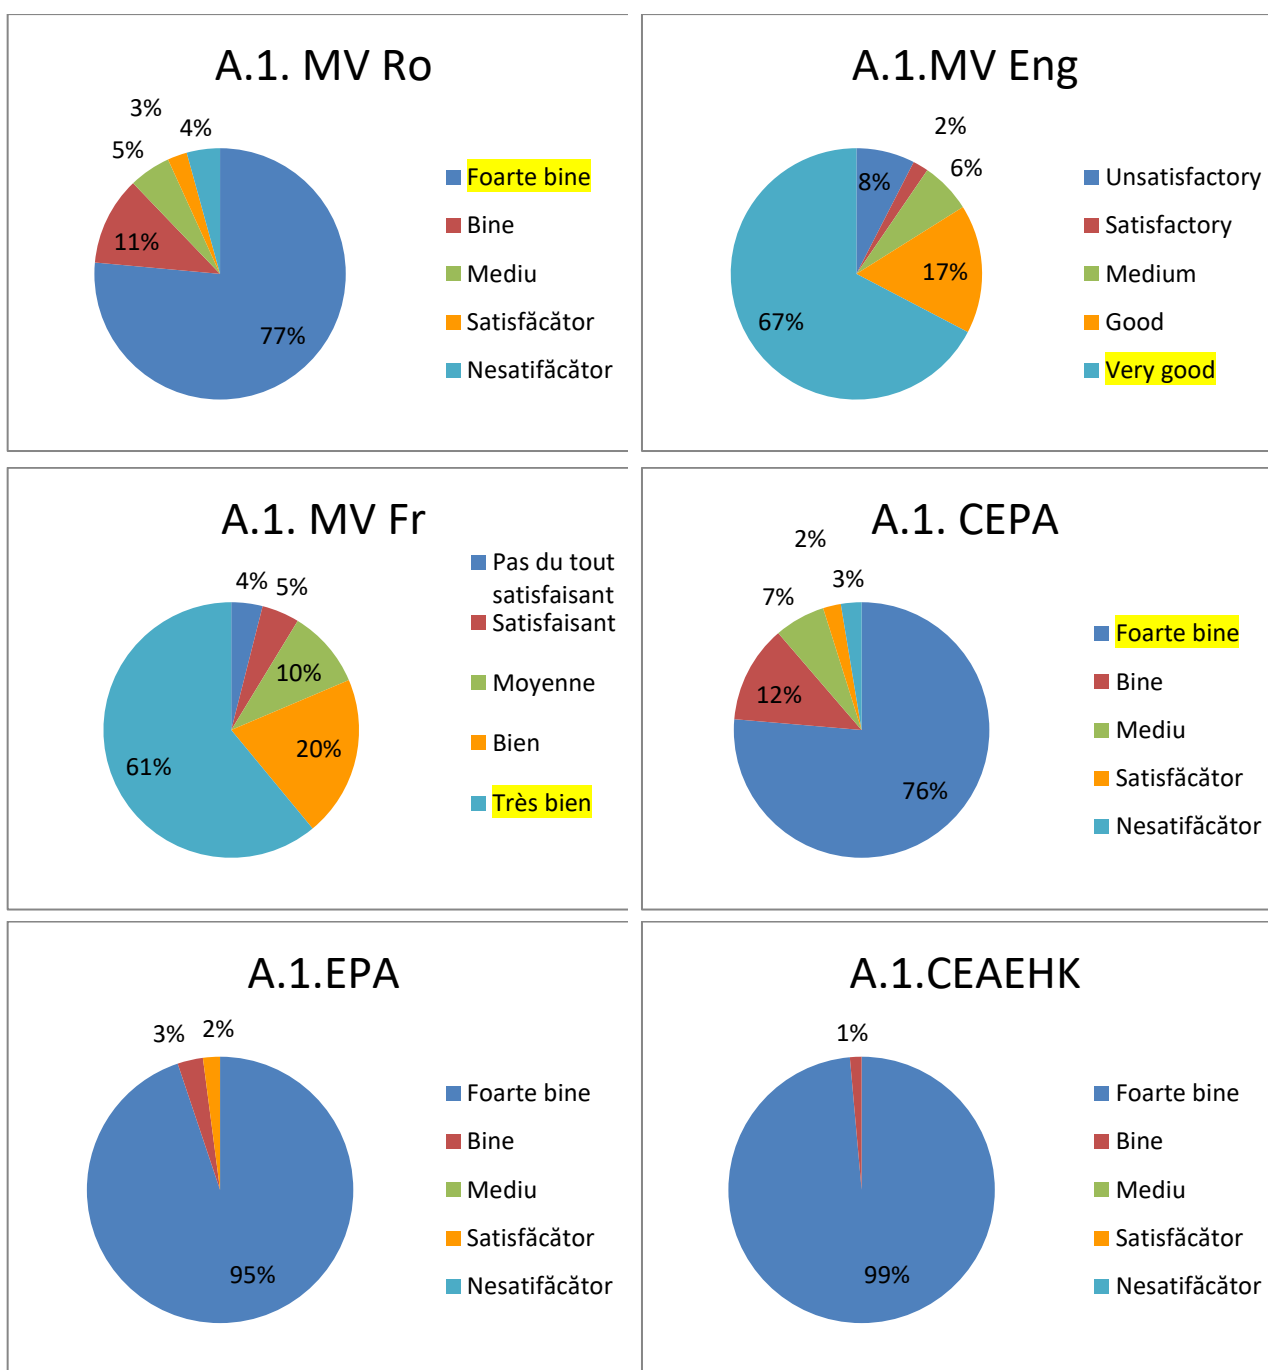 A.1. MV Ro
3%
4%
5%
11%
77%
Foarte bine
Bine
Mediu
Satisfăcător
Nesatifăcător
A.1.MV Eng
2%
6%
8%
17%
67%
Unsatisfactory
Satisfactory
Medium
Good
Very good
A.1. MV Fr
4%
5%
10%
20%
61%
Pas du tout
satisfaisant
Satisfaisant
Moyenne
Bien
Très bien
A.1. CEPA
2%
3%
7%
12%
76%
Foarte bine
Bine
Mediu
Satisfăcător
Nesatifăcător
A.1.EPA
3%
2%
95%
Foarte bine
Bine
Mediu
Satisfăcător
Nesatifăcător
A.1.CEAEHK
1%
99%
Foarte bine
Bine
Mediu
Satisfăcător
Nesatifăcător